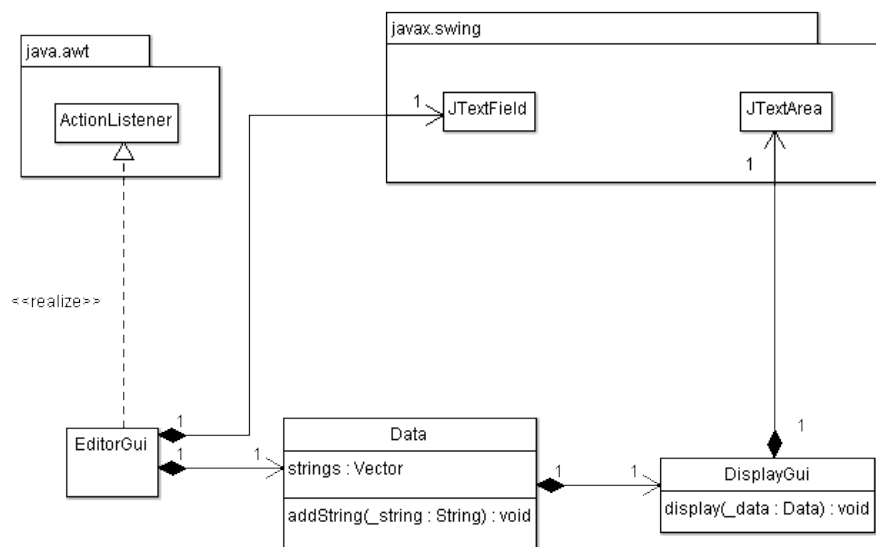 javax.swing
java.awt
ActionListener
1
JTextField
JTextArea
1
<<realize>>
1
EditorGui
1
1
Data
strings : Vector
addString(_string : String) : void
1
1
1
DisplayGui
display(_data : Data) : void